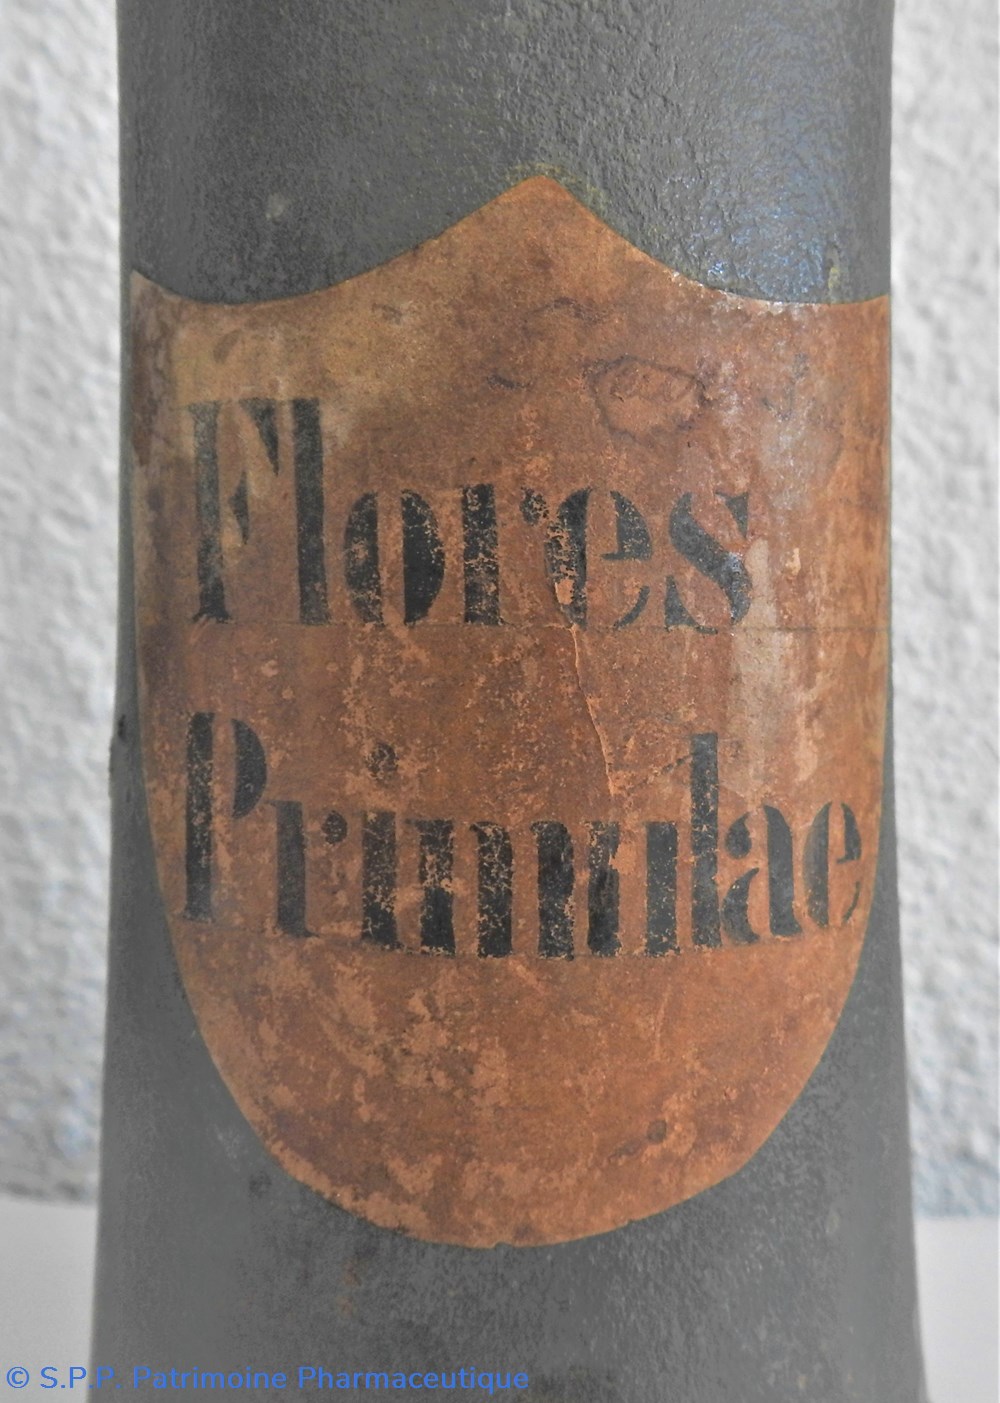 Flores
Primulae
© S.P.P. Patrimoine Pharmaceutique